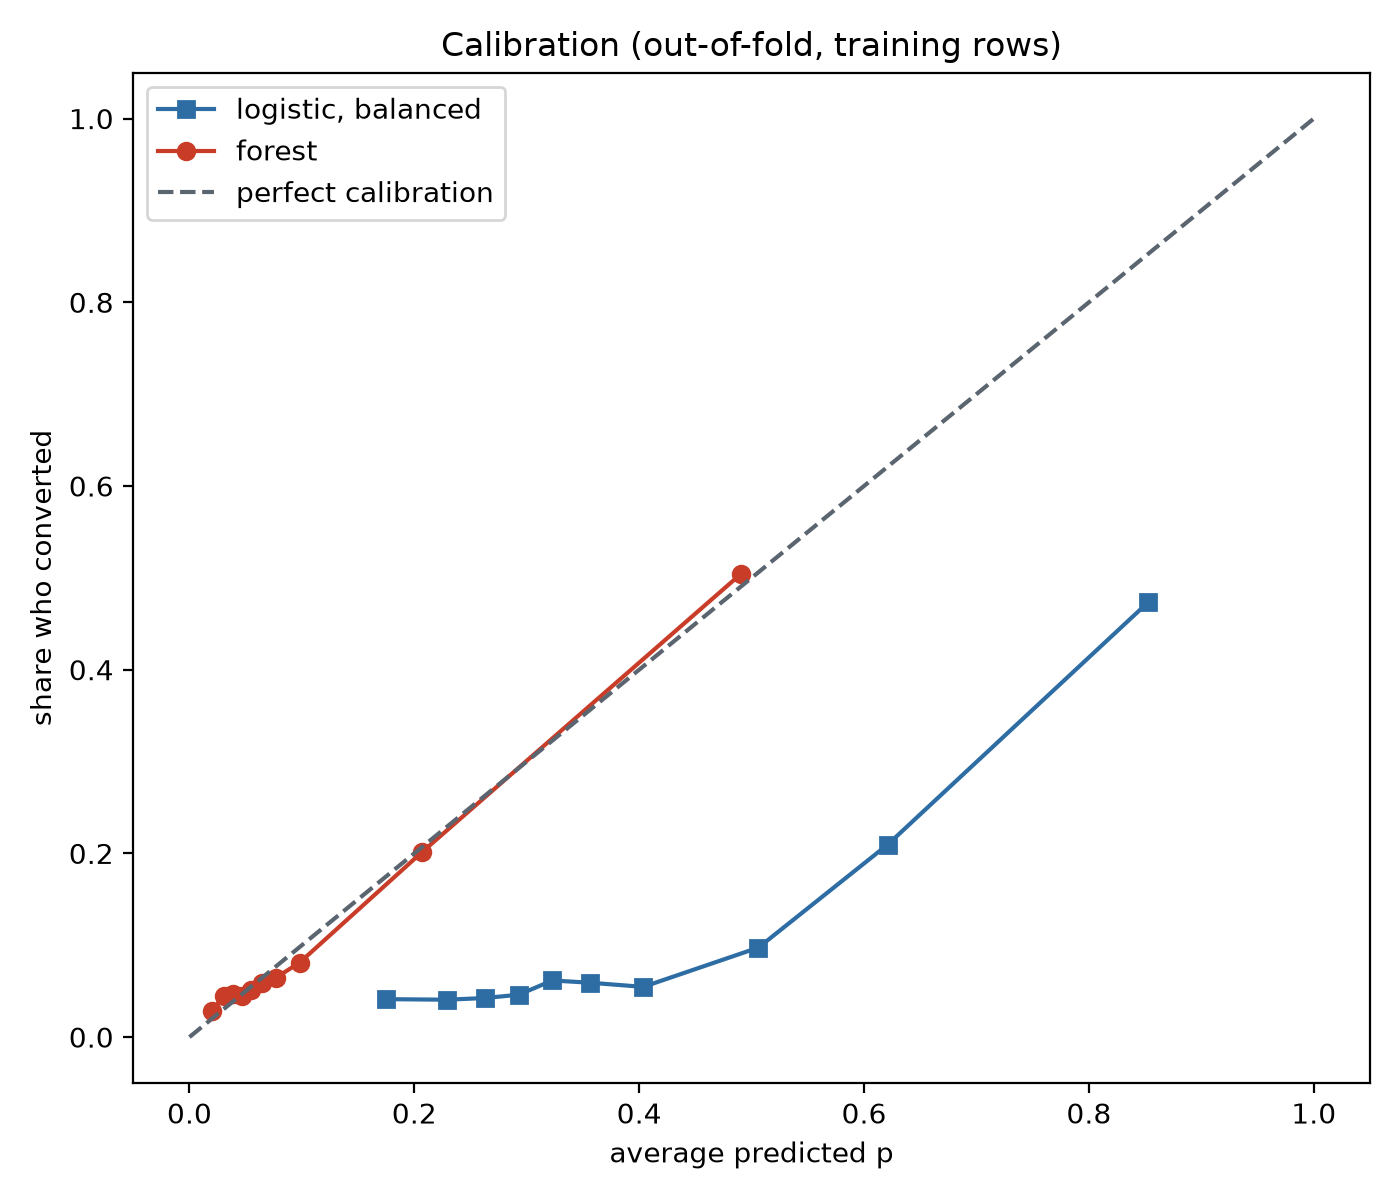 Calibration (out-of-fold, training rows)
logistic, balanced
forest
perfect calibration
1.0
0.8
0.6
0.4
0.2
0.0
share who converted
0.0 0.2 0.4 0.6 0.8 1.0
average predicted p